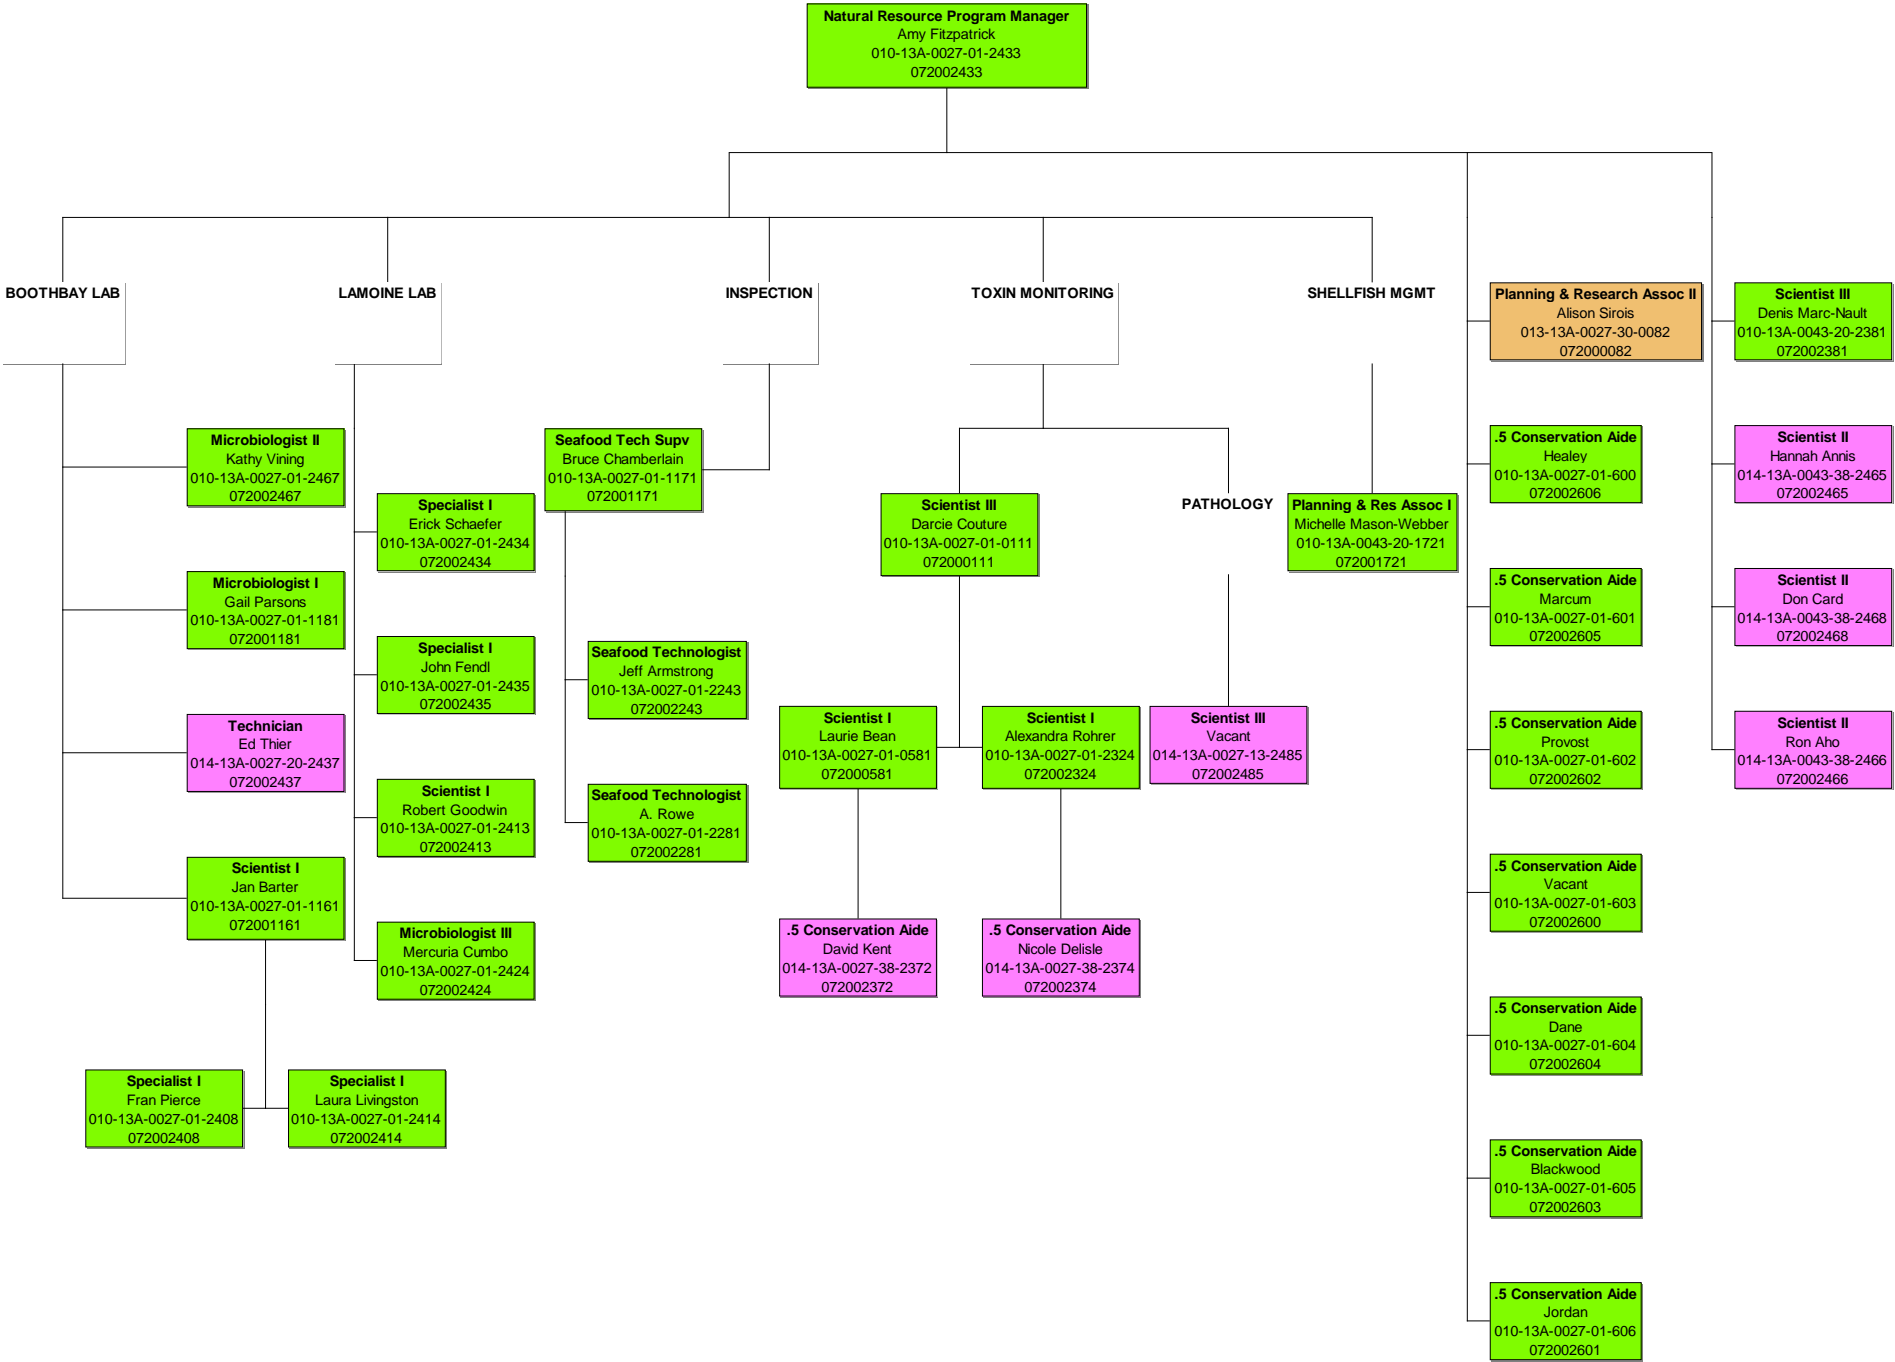 Natural Resource Program Manager
Amy Fitzpatrick
010-13A-0027-01-2433
072002433
BOOTHBAY LAB
LAMOINE LAB
INSPECTION
TOXIN MONITORING
SHELLFISH MGMT
Microbiologist II
Kathy Vining
010-13A-0027-01-2467
072002467
Microbiologist I
Gail Parsons
010-13A-0027-01-1181
072001181
Technician
Ed Thier
014-13A-0027-20-2437
072002437
Scientist I
Jan Barter
010-13A-0027-01-1161
072001161
Specialist I
Fran Pierce
010-13A-0027-01-2408
072002408
Specialist I
Laura Livingston
010-13A-0027-01-2414
072002414
Specialist I
Erick Schaefer
010-13A-0027-01-2434
072002434
Specialist I
John Fendl
010-13A-0027-01-2435
072002435
Scientist I
Robert Goodwin
010-13A-0027-01-2413
072002413
Microbiologist III
Mercuria Cumbo
010-13A-0027-01-2424
072002424
Seafood Tech Supv
Bruce Chamberlain
010-13A-0027-01-1171
072001171
Seafood Technologist
Jeff Armstrong
010-13A-0027-01-2243
072002243
Seafood Technologist
A. Rowe
010-13A-0027-01-2281
072002281
Scientist III
Darcie Couture
010-13A-0027-01-0111
072000111
Scientist I
Laurie Bean
010-13A-0027-01-0581
072000581
Scientist I
Alexandra Rohrer
010-13A-0027-01-2324
072002324
.5 Conservation Aide
David Kent
014-13A-0027-38-2372
072002372
.5 Conservation Aide
Nicole Delisle
014-13A-0027-38-2374
072002374
PATHOLOGY
Scientist III
Vacant
014-13A-0027-13-2485
072002485
Planning & Res Assoc I
Michelle Mason-Webber
010-13A-0043-20-1721
072001721
Planning & Research Assoc II
Alison Sirois
013-13A-0027-30-0082
072000082
.5 Conservation Aide
Healey
010-13A-0027-01-600
072002606
.5 Conservation Aide
Marcum
010-13A-0027-01-601
072002605
.5 Conservation Aide
Provost
010-13A-0027-01-602
072002602
.5 Conservation Aide
Vacant
010-13A-0027-01-603
072002600
.5 Conservation Aide
Dane
010-13A-0027-01-604
072002604
.5 Conservation Aide
Blackwood
010-13A-0027-01-605
072002603
.5 Conservation Aide
Jordan
010-13A-0027-01-606
072002601
Scientist III
Denis Marc-Nault
010-13A-0043-20-2381
072002381
Scientist II
Hannah Annis
014-13A-0043-38-2465
072002465
Scientist II
Don Card
014-13A-0043-38-2468
072002468
Scientist II
Ron Aho
014-13A-0043-38-2466
072002466